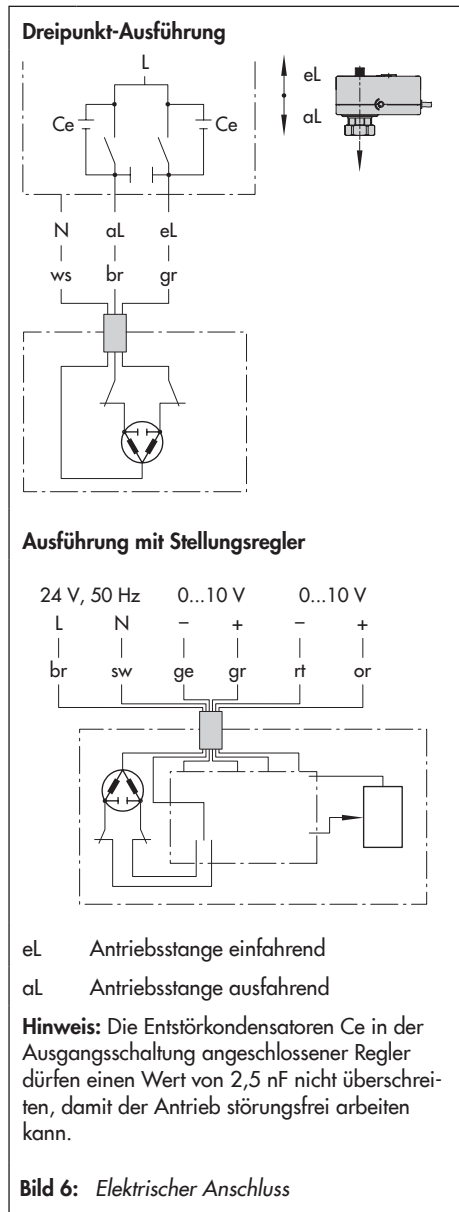 Dreipunkt-Ausführung
L
eL
aL
Ce
Ce
N aL eL
ws br gr
Ausführung mit Stellungsregler
24 V, 50 Hz 0...10 V 0...10 V
L N – + – +
br sw ge gr rt or
eL Antriebsstange einfahrend
aL Antriebsstange ausfahrend
Hinweis: Die Entstörkondensatoren Ce in der
Ausgangsschaltung angeschlossener Regler
dürfen einen Wert von 2,5 nF nicht überschrei-
ten, damit der Antrieb störungsfrei arbeiten
kann.
Bild 6: Elektrischer Anschluss